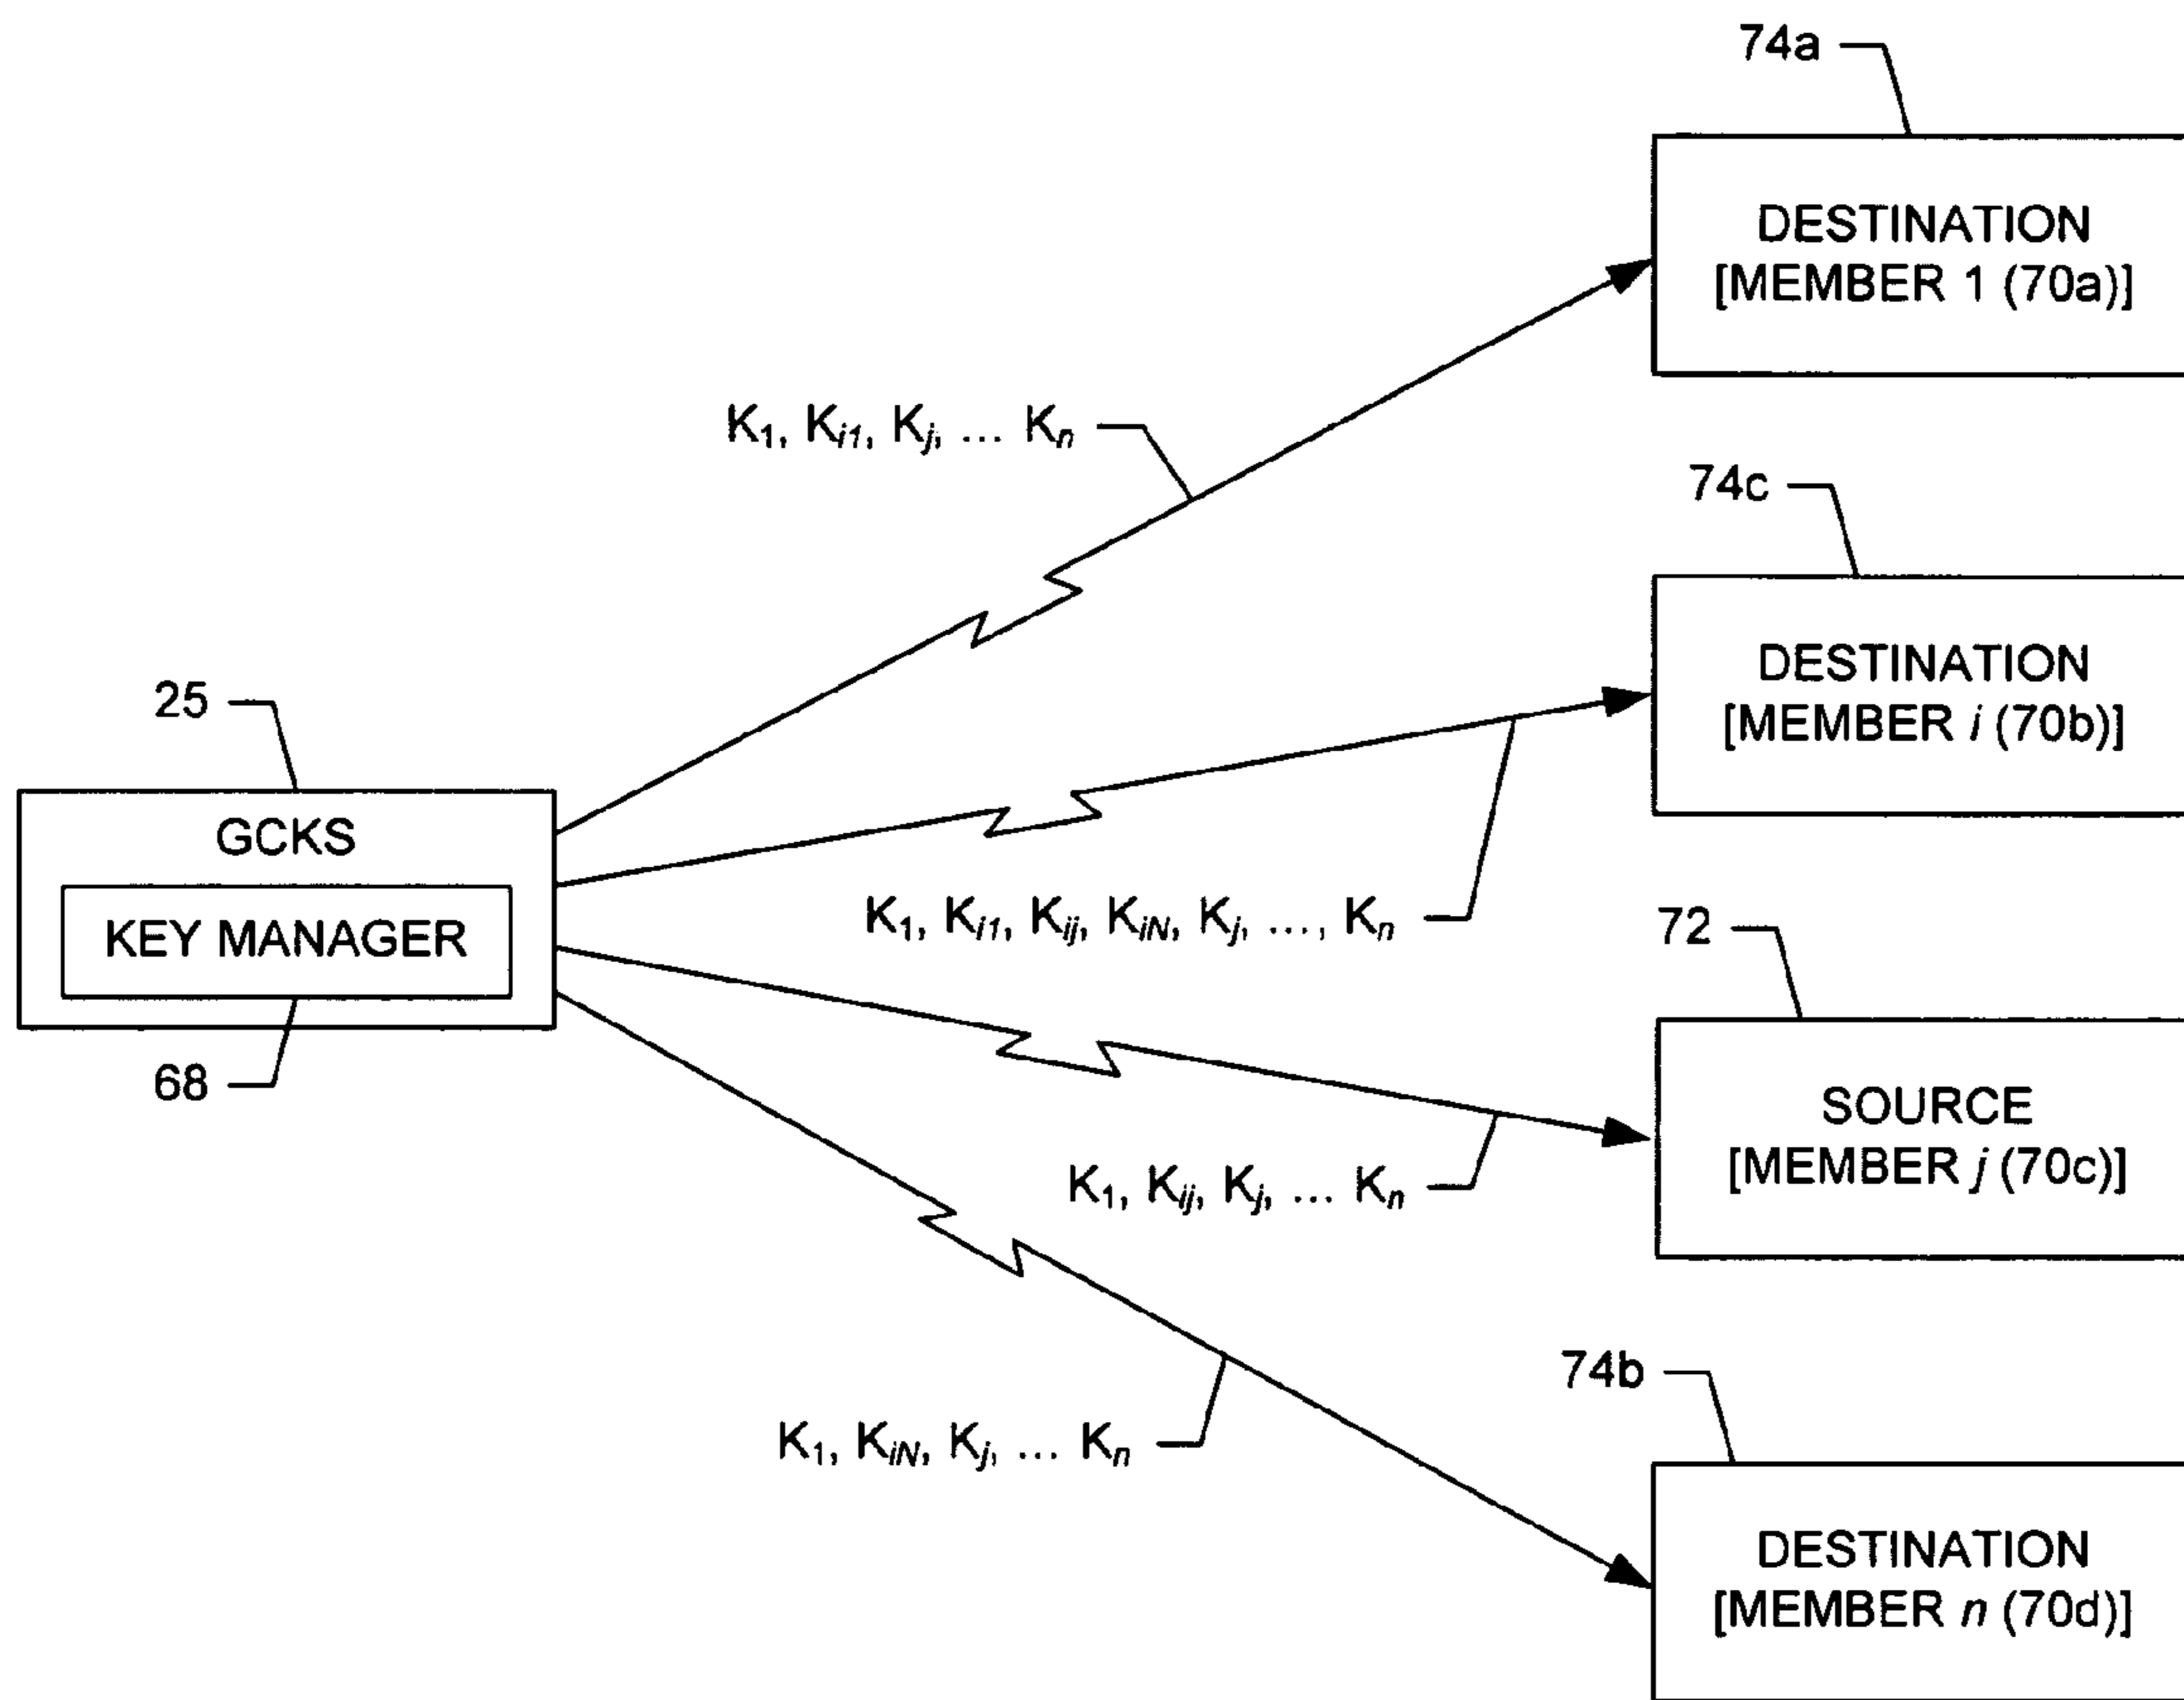 74a
DESTINATION
[MEMBER 1 (70a)]
K₁, Kᵢ₁, Kⱼ, ... Kₙ
74c
DESTINATION
[MEMBER i (70b)]
25
GCKS
KEY MANAGER
68
K₁, Kᵢ₁, Kᵢⱼ, K_iN, Kⱼ, ..., Kₙ
72
SOURCE
[MEMBER j (70c)]
K₁, Kᵢⱼ, Kⱼ, ... Kₙ
74b
K₁, K_iN, Kⱼ, ... Kₙ
DESTINATION
[MEMBER n (70d)]